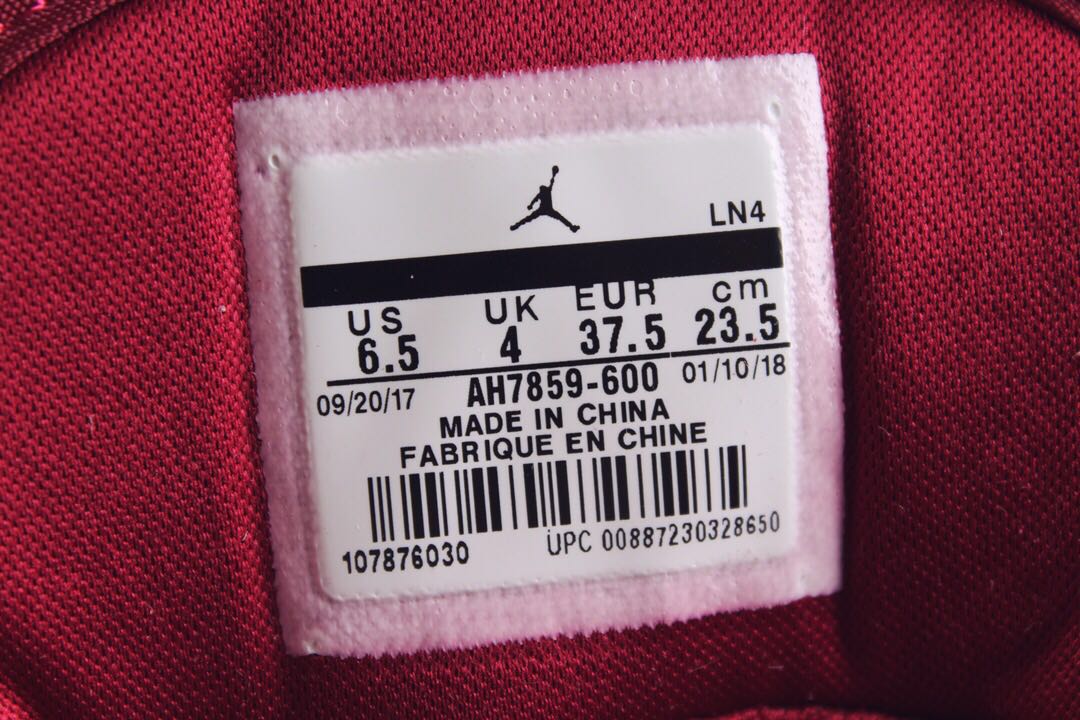 LN4
US UK EUR cm
6.5 4 37.5 23.5
09/20/17 AH7859-600 01/10/18
MADE IN CHINA
FABRIQUE EN CHINE
107876030 UPC 00887230328650